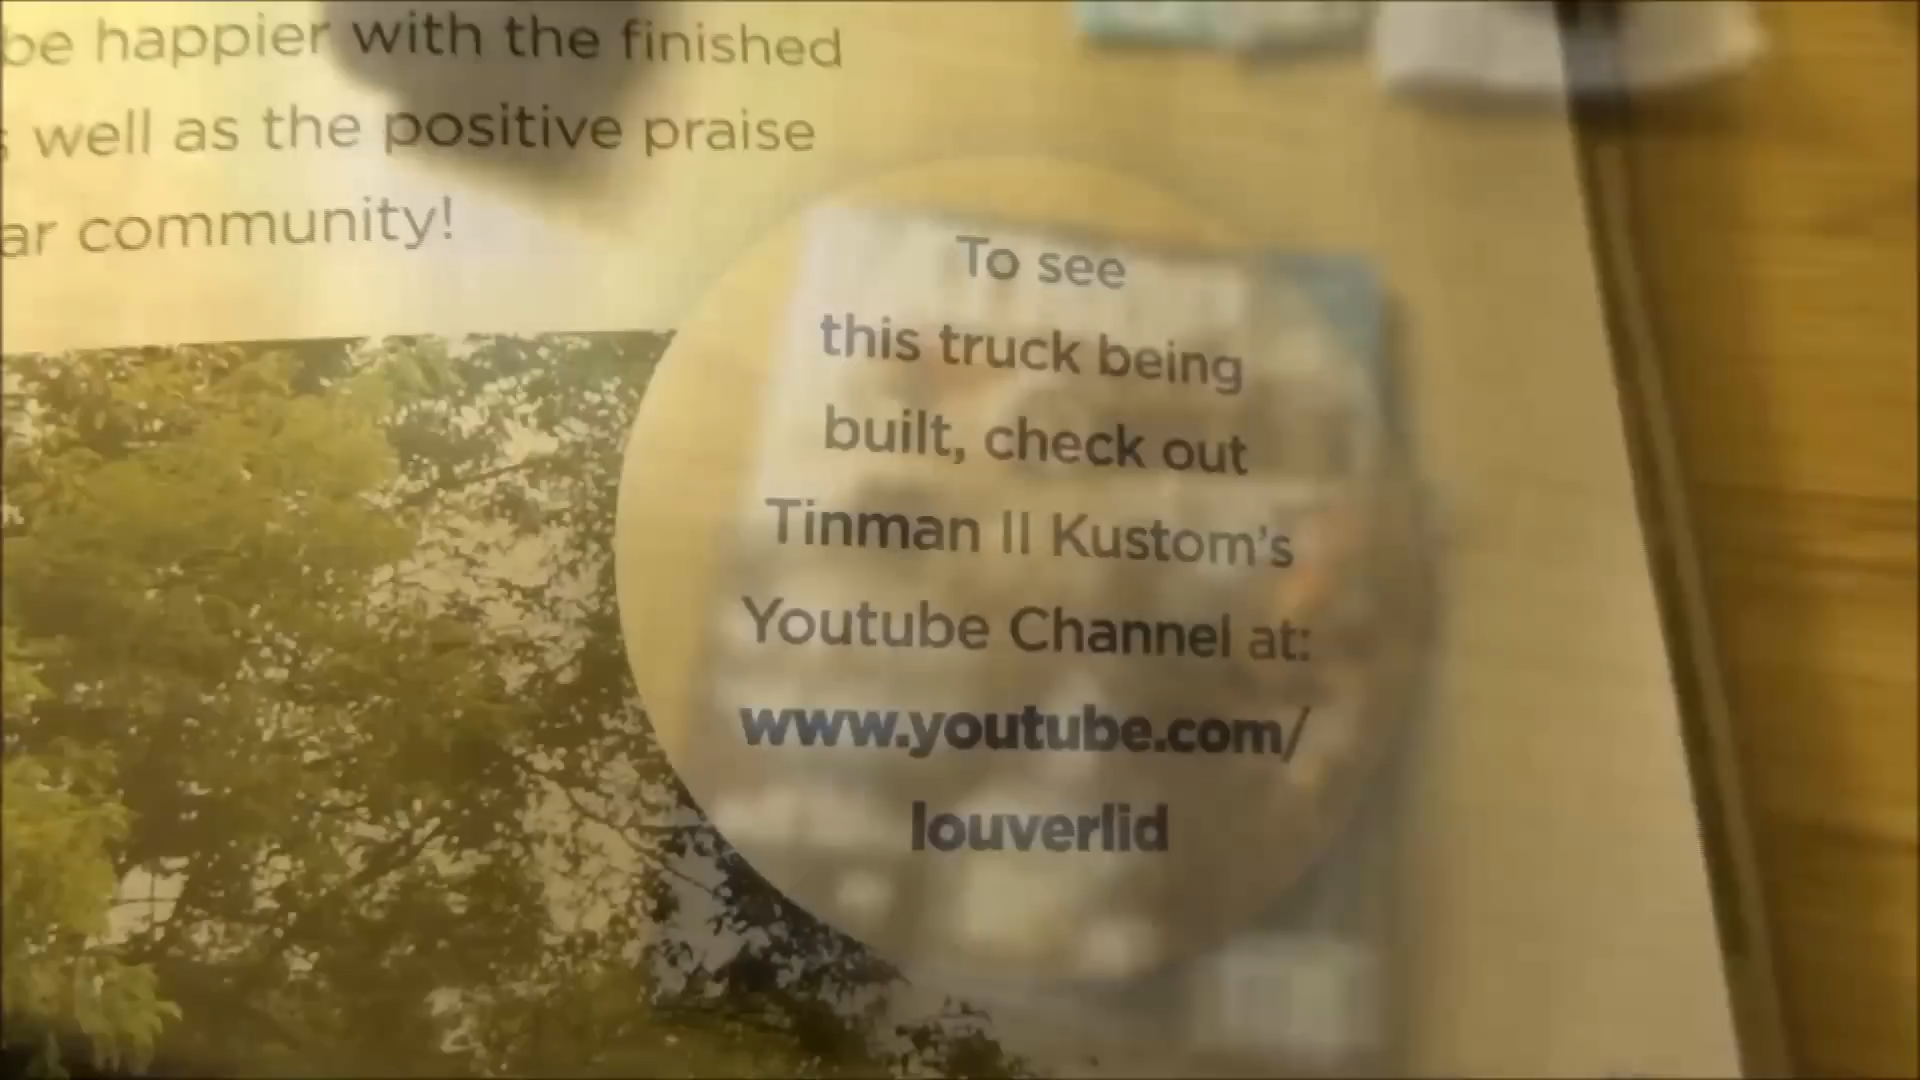 be happier with the finished
well as the positive praise
ar community!
To see
this truck being
built, check out
Tinman II Kustom's
Youtube Channel at:
www.youtube.com/
louverlid